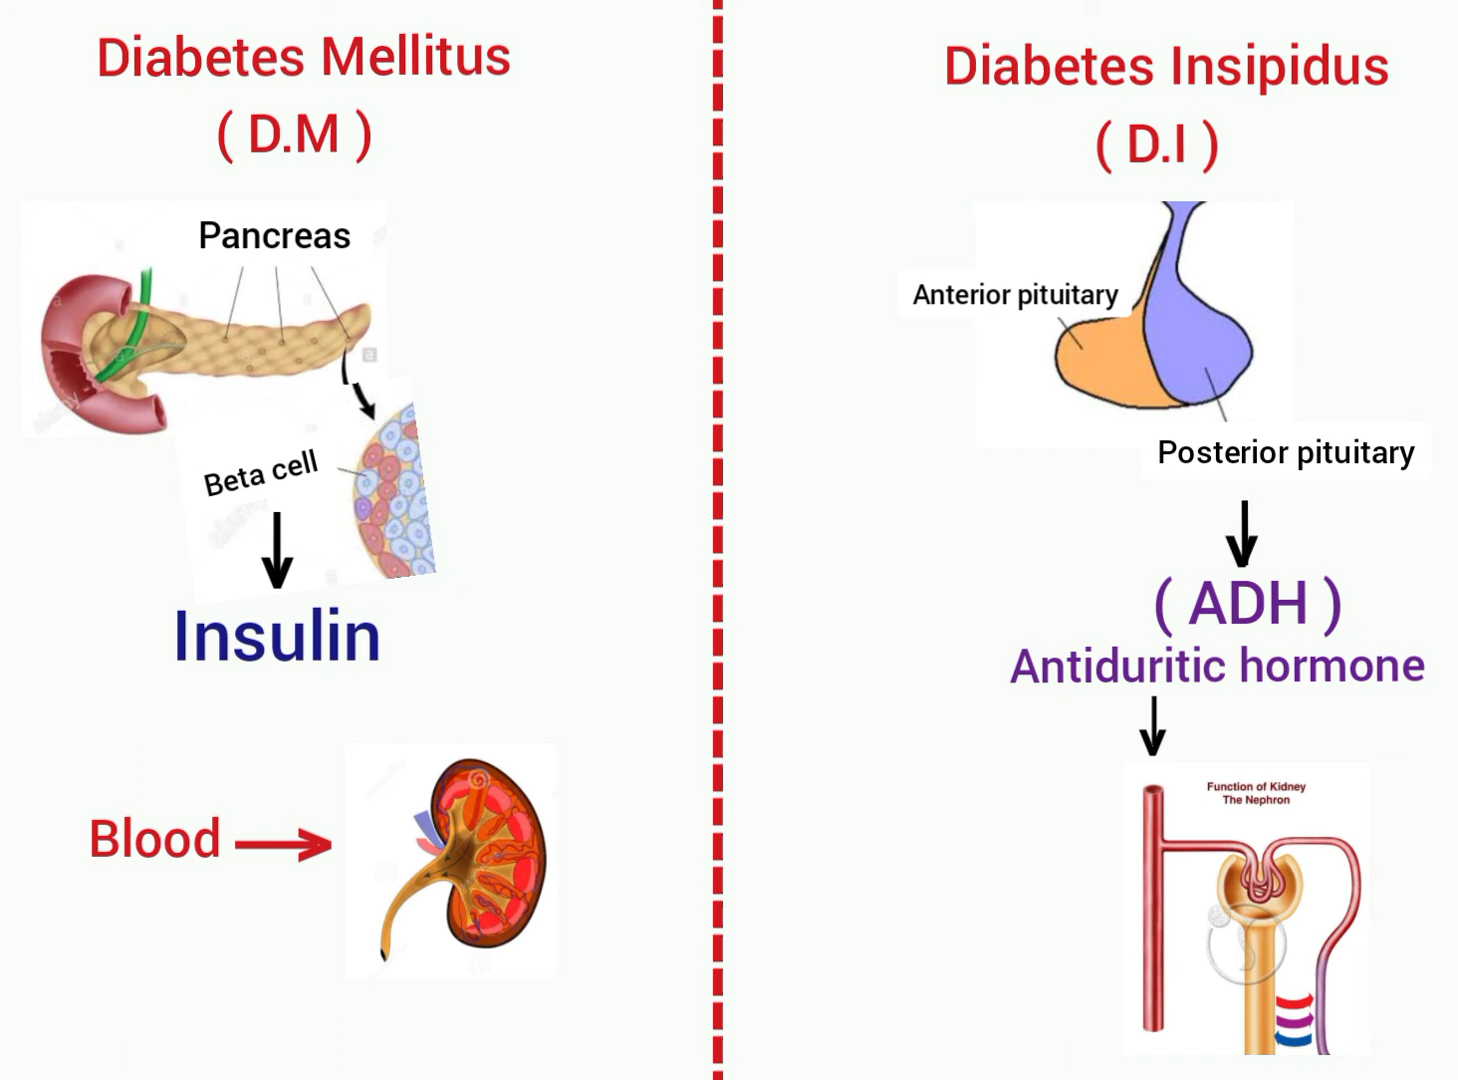 Diabetes Mellitus
( D.M )
Pancreas
Beta cell
Insulin
Blood
Diabetes Insipidus
( D.I )
Anterior pituitary
Posterior pituitary
( ADH )
Antiduritic hormone
Function of Kidney
The Nephron